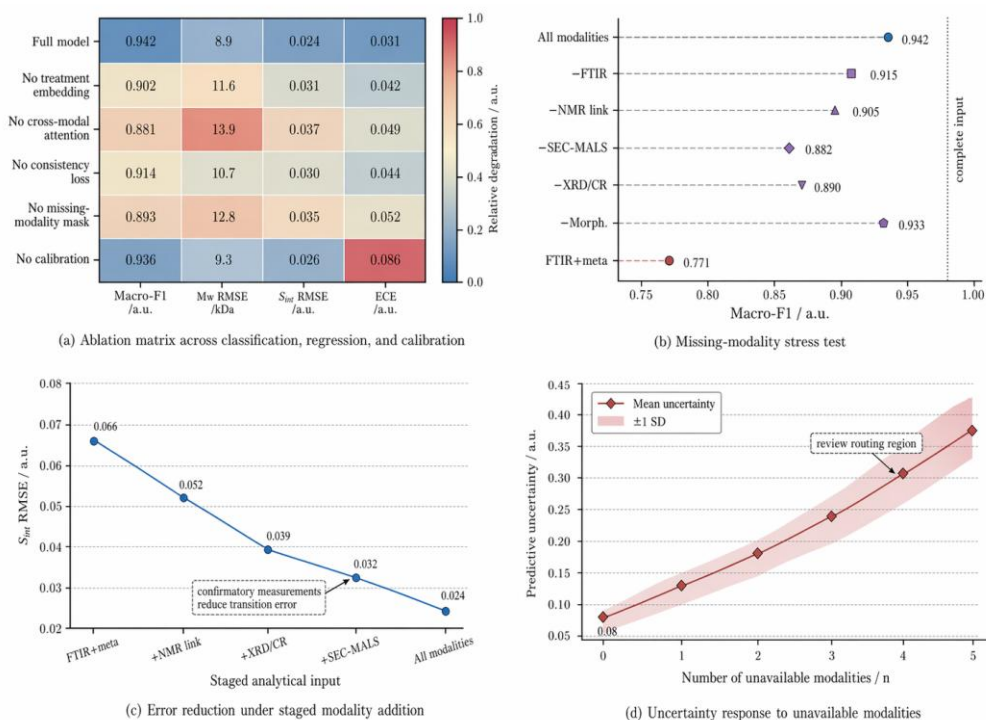 Full model
0.942 8.9 0.024 0.031
No treatment
embedding
0.902 11.6 0.031 0.042
No cross-modal
attention
0.881 13.9 0.037 0.049
No consistency
loss
0.914 10.7 0.030 0.044
No missing-
modality mask
0.893 12.8 0.035 0.052
No calibration
0.936 9.3 0.026 0.086
Macro-F1
/a.u.
Mw RMSE
/kDa
Sint RMSE
/a.u.
ECE
/a.u.
1.0
0.8
0.6
0.4
0.2
0.0
Relative degradation / a.u.
(a) Ablation matrix across classification, regression, and calibration
All modalities 0.942
−FTIR 0.915
−NMR link 0.905
−SEC-MALS 0.882
−XRD/CR 0.890
−Morph. 0.933
FTIR+meta 0.771
complete input
0.75 0.80 0.85 0.90 0.95 1.00
Macro-F1 / a.u.
(b) Missing-modality stress test
0.08
0.07
0.06
0.05
0.04
0.03
0.02
Sint RMSE / a.u.
0.066
0.052
0.039
0.032
0.024
confirmatory measurements
reduce transition error
FTIR+meta
+NMR link
+XRD/CR
+SEC-MALS
All modalities
Staged analytical input
(c) Error reduction under staged modality addition
0.45
0.40
0.35
0.30
0.25
0.20
0.15
0.10
0.05
Predictive uncertainty / a.u.
Mean uncertainty
±1 SD
review routing region
0.08
0 1 2 3 4 5
Number of unavailable modalities / n
(d) Uncertainty response to unavailable modalities